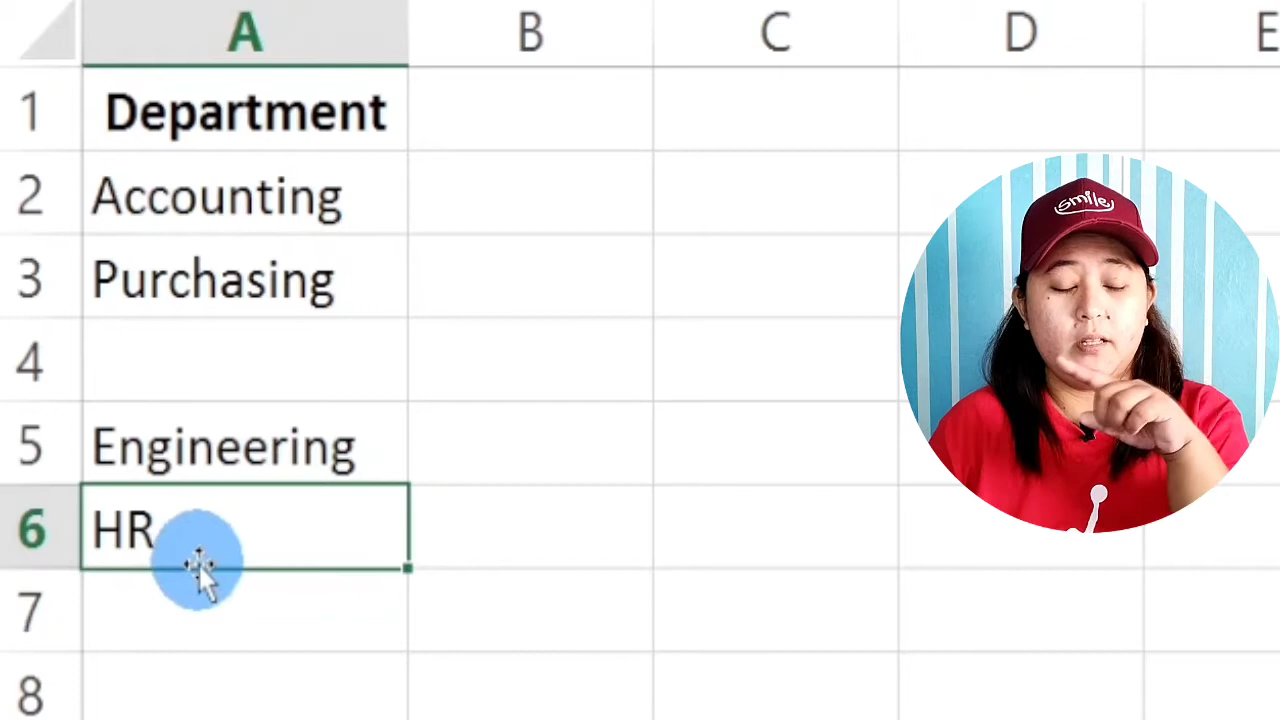 A B C D E
1 Department
2 Accounting
3 Purchasing
4
5 Engineering
6 HR
7
8
smile